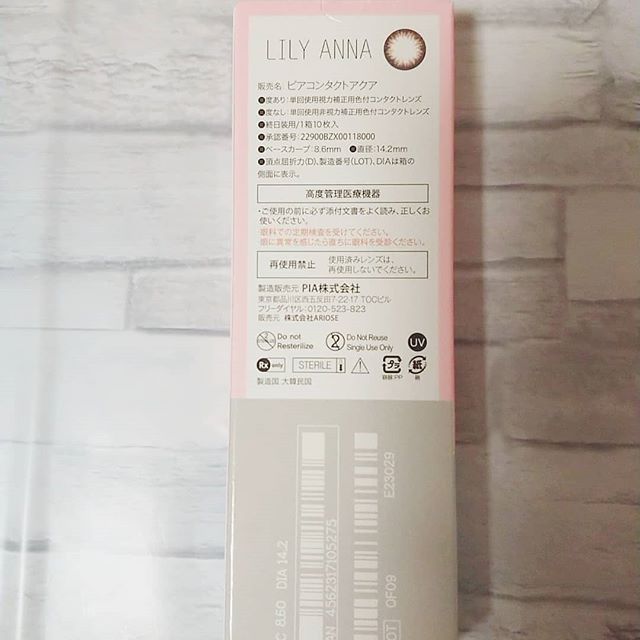 LILY ANNA
販売名: ピアコンタクトアクア
●度あり: 単回使用視力補正用色付コンタクトレンズ
●度なし: 単回使用非視力補正用色付コンタクトレンズ
●終日装用/1箱10枚入
●承認番号: 22900BZX00118000
●ベースカーブ: 8.6mm ●直径: 14.2mm
●頂点屈折力(D)、製造番号(LOT)、DIAは箱の
側面に表示。
高度管理医療機器
・ご使用の前に必ず添付文書をよく読み、正しくお
使いください。
眼科での定期検査を受けてください。
眼に異常を感じたら直ちに眼科を受診ください。
再使用禁止
使用済みレンズは、
再使用しないでください。
製造販売元 PIA株式会社
東京都品川区西五反田7-22-17 TOCビル
フリーダイヤル: 0120-523-823
販売元 株式会社ARIOSE
Do not
Resterilize
2
Do Not Reuse
Single Use Only
UV
Rx only
STERILE
プラ
紙
製造国 大韓民国
C 8.60 DIA 14.2
4562317105275
OF09
E23029